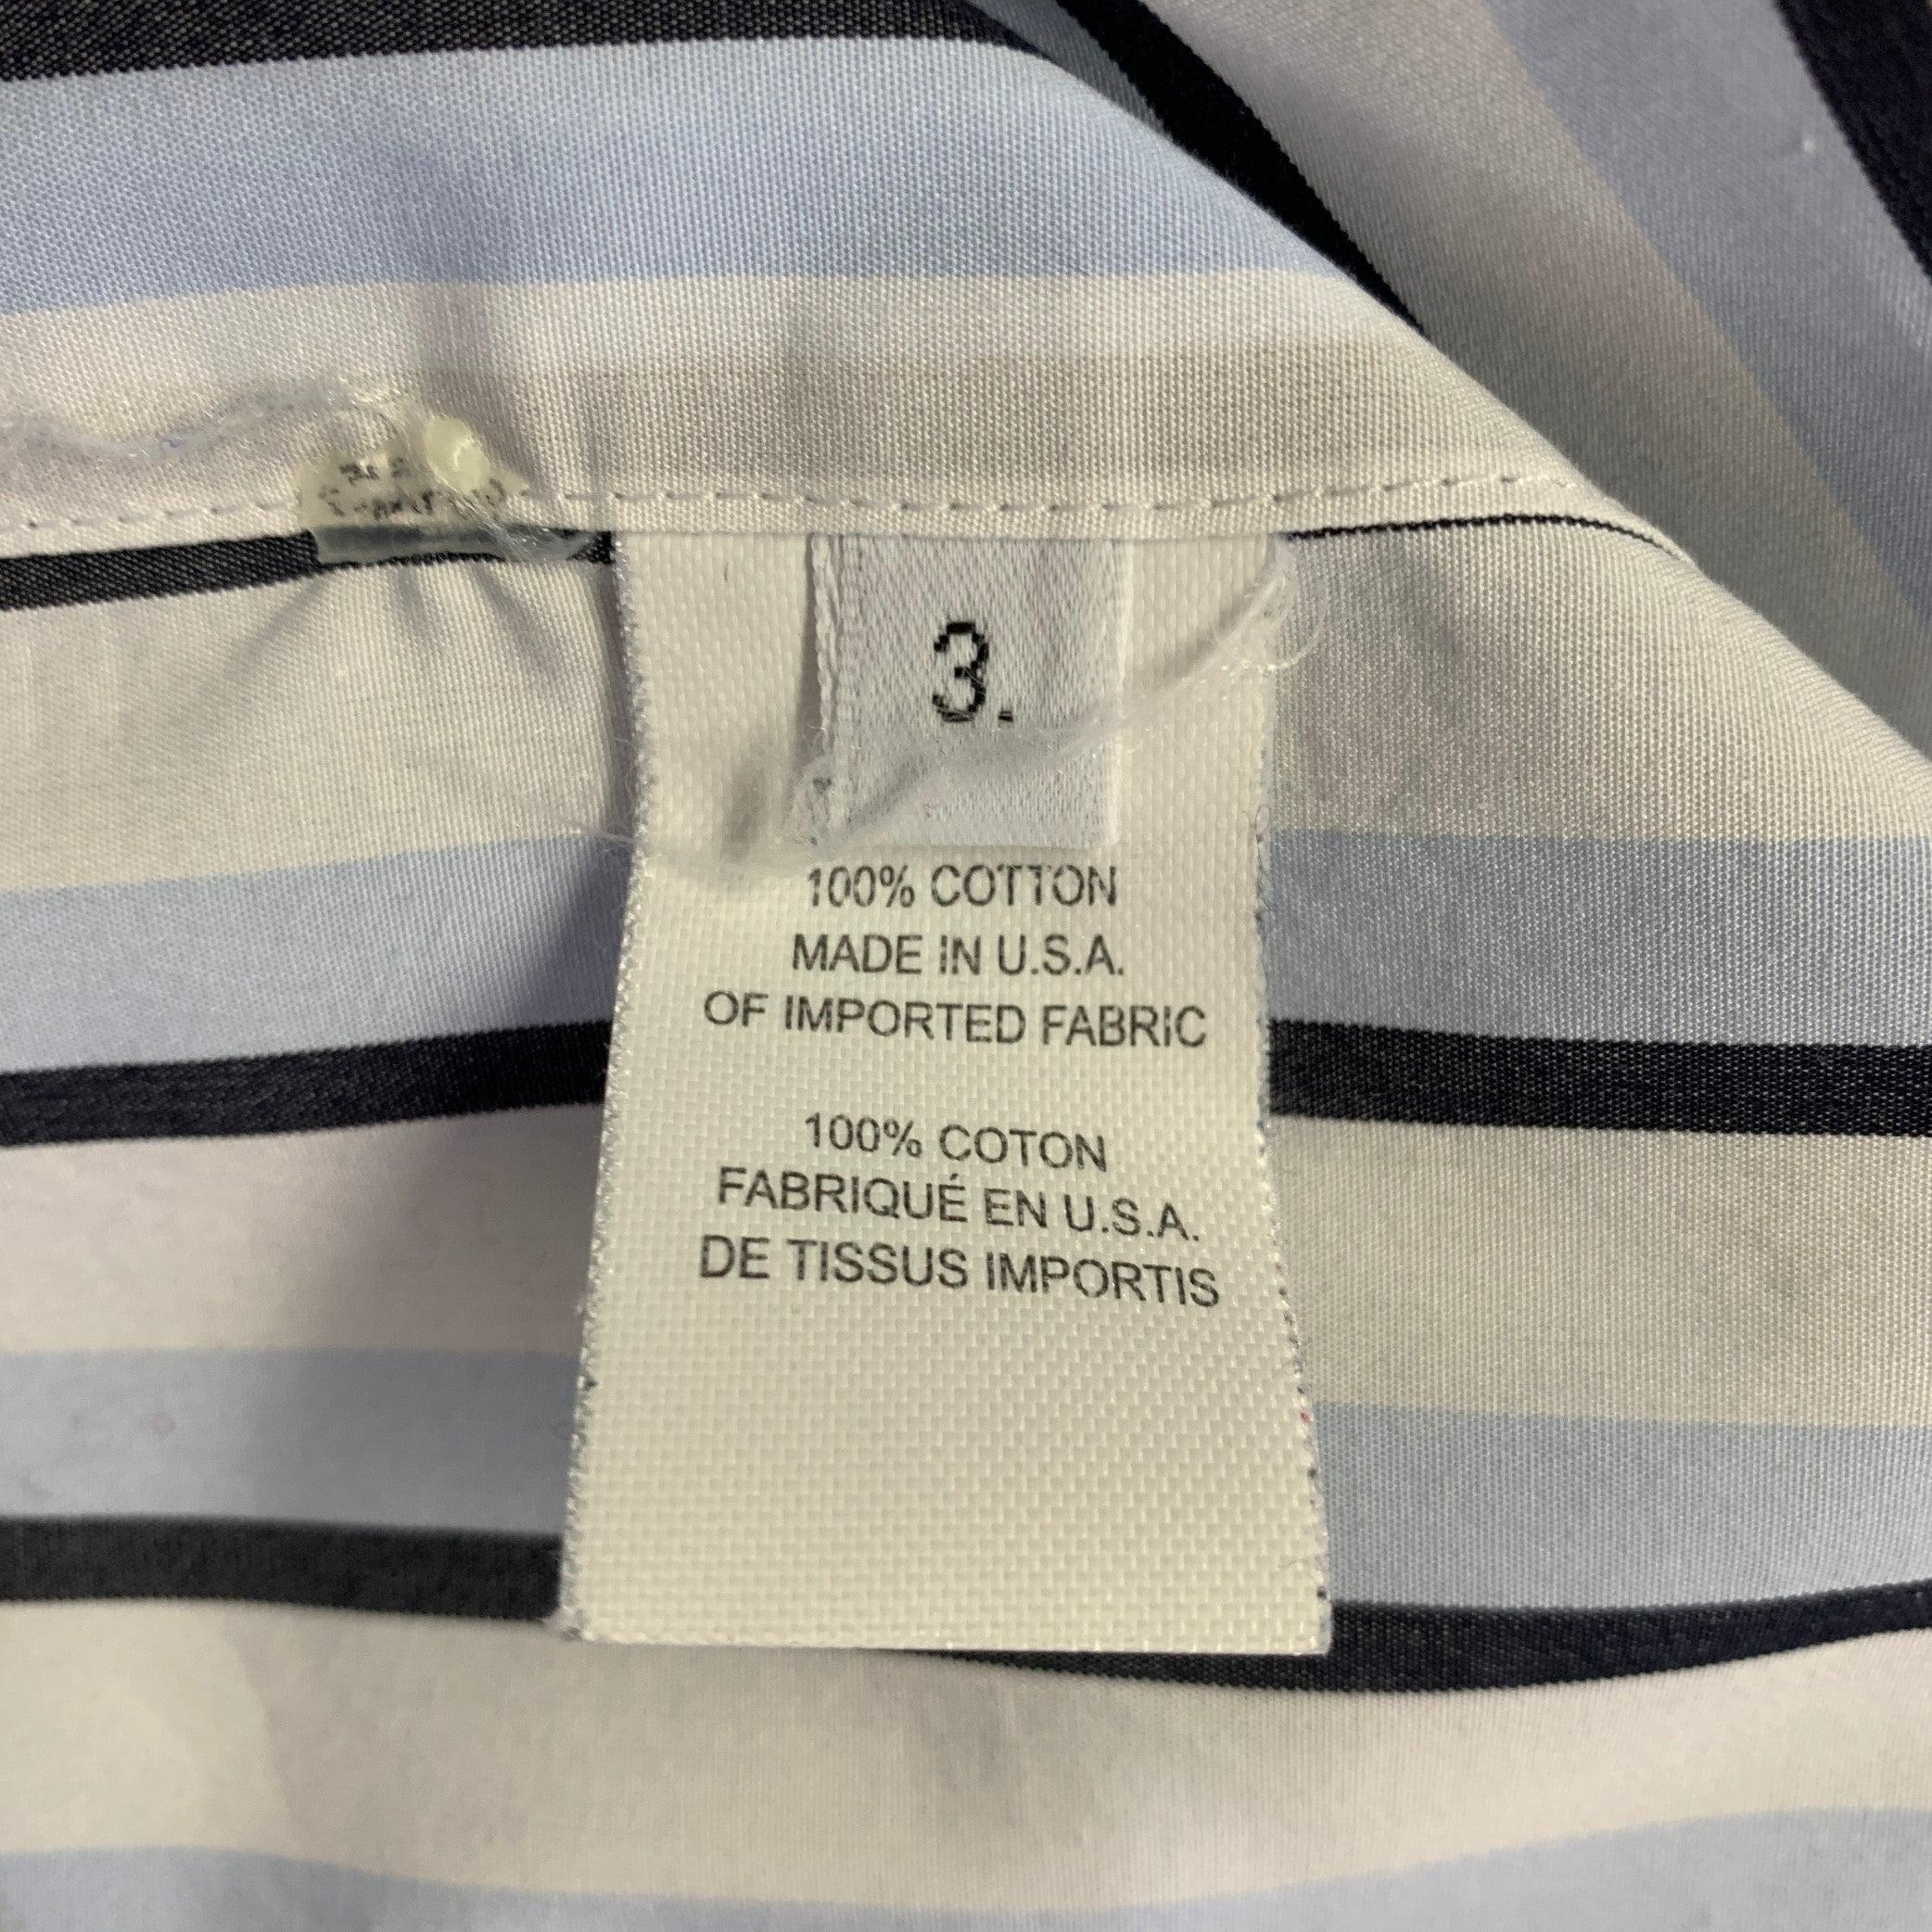 3.
100% COTTON
MADE IN U.S.A.
OF IMPORTED FABRIC
100% COTON
FABRIQUÉ EN U.S.A.
DE TISSUS IMPORTIS